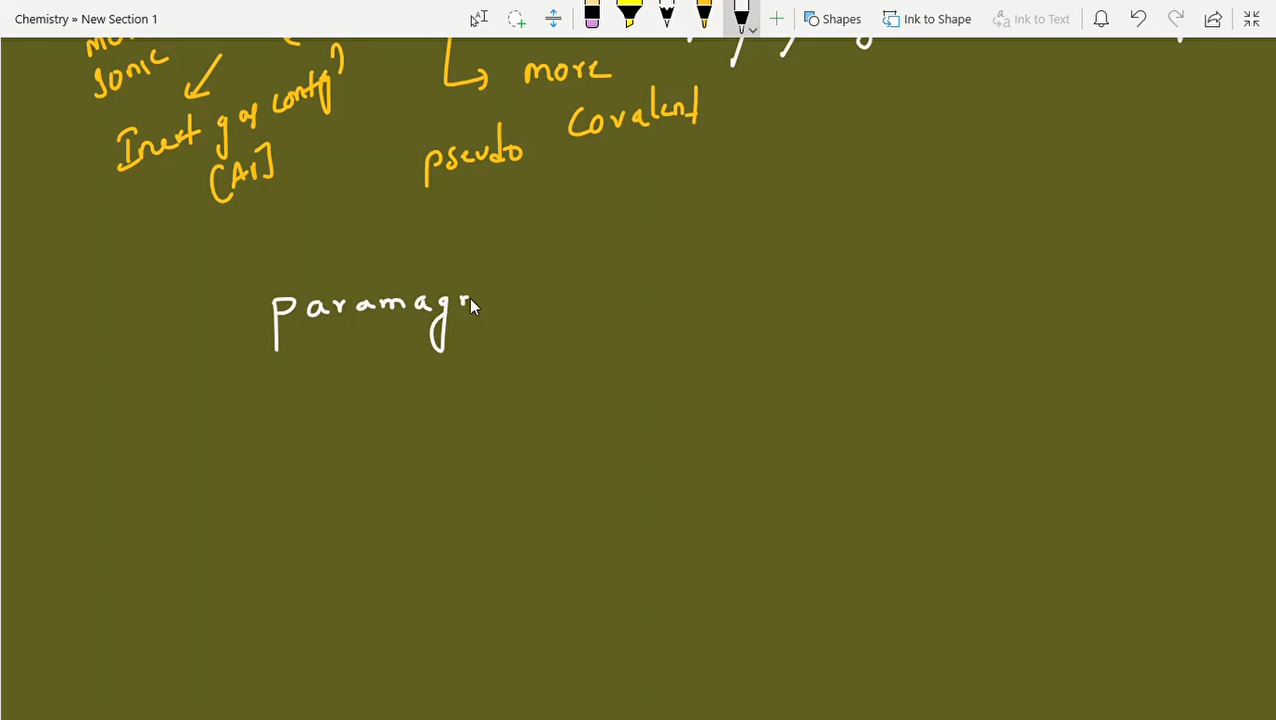 Chemistry » New Section 1
Shapes
Ink to Shape
Ink to Text
Ionic
more
Inert gas config
Covalent
[Ar]
pseudo
Paramagn